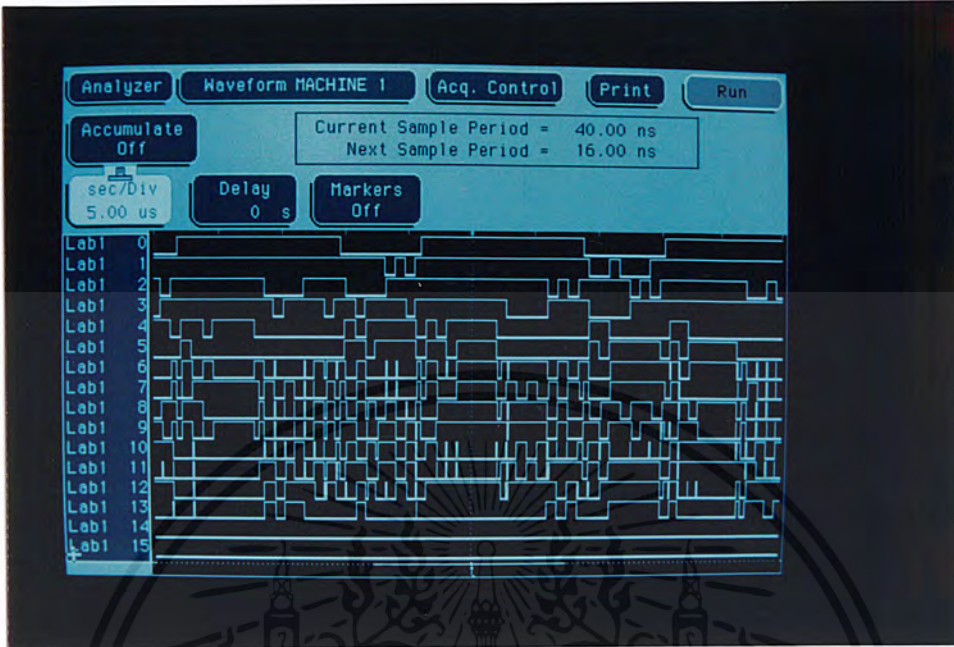 Analyzer Waveform MACHINE 1 Acq. Control Print Run
Accumulate
Off
Current Sample Period = 40.00 ns
Next Sample Period = 16.00 ns
sec/Div
5.00 us
Delay
0 s
Markers
Off
Lab1 0
Lab1 1
Lab1 2
Lab1 3
Lab1 4
Lab1 5
Lab1 6
Lab1 7
Lab1 8
Lab1 9
Lab1 10
Lab1 11
Lab1 12
Lab1 13
Lab1 14
Lab1 15